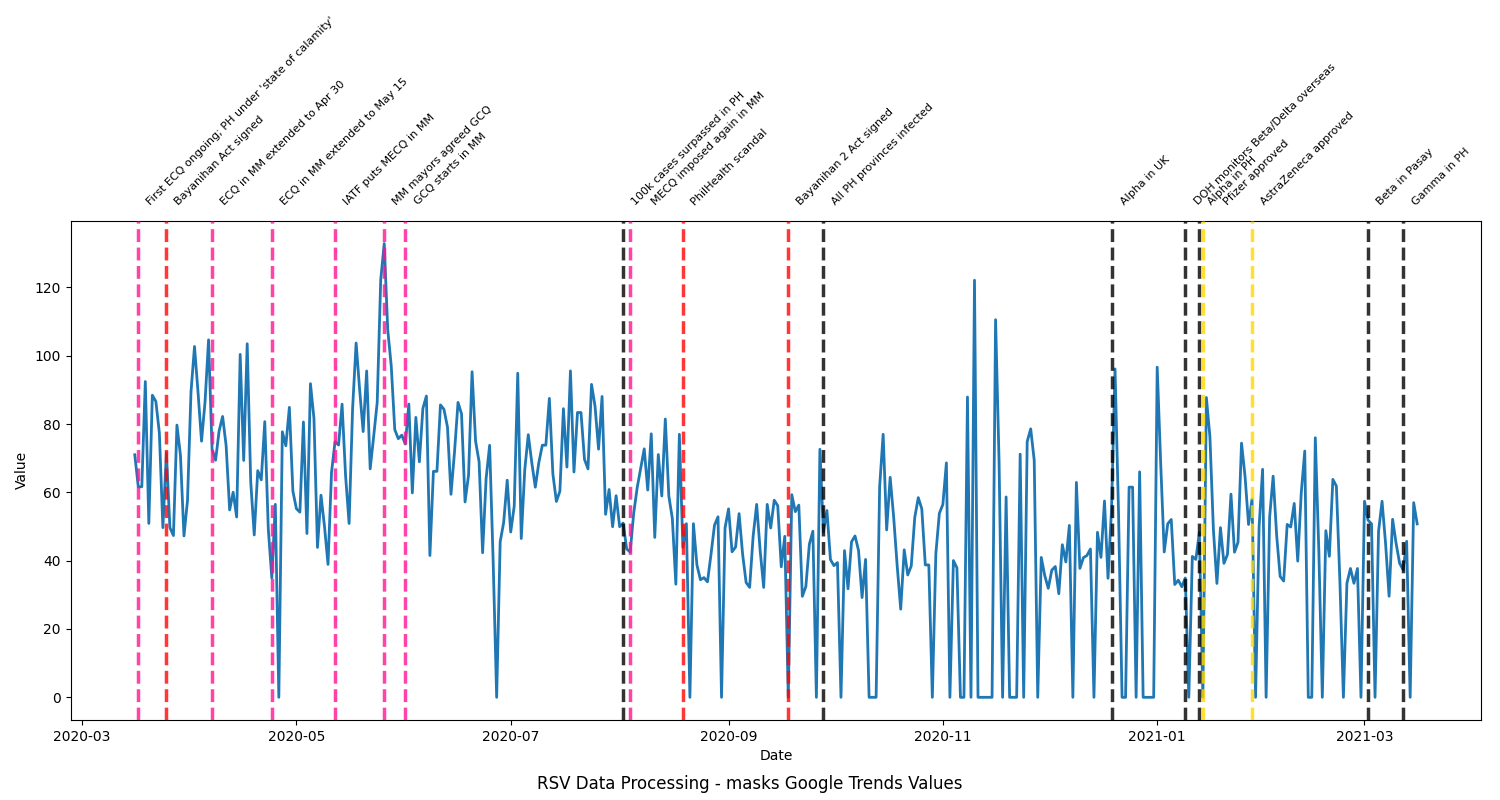 First ECQ ongoing; PH under 'state of calamity'
Bayanihan Act signed
ECQ in MM extended to Apr 30
ECQ in MM extended to May 15
IATF puts MECQ in MM
MM mayors agreed GCQ
GCQ starts in MM
100k cases surpassed in PH
MECQ imposed again in MM
PhilHealth scandal
Bayanihan 2 Act signed
All PH provinces infected
Alpha in UK
DOH monitors Beta/Delta overseas
Alpha in PH
Pfizer approved
AstraZeneca approved
Beta in Pasay
Gamma in PH
Value
120
100
80
60
40
20
0
2020-03
2020-05
2020-07
2020-09
2020-11
2021-01
2021-03
Date
RSV Data Processing - masks Google Trends Values